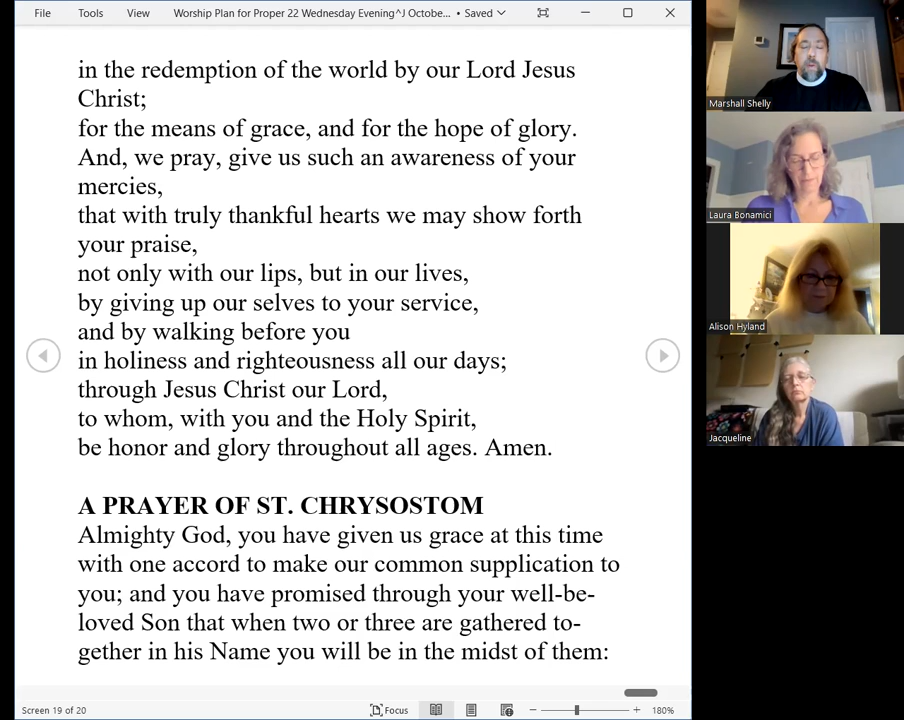 File Tools View Worship Plan for Proper 22 Wednesday Evening^J Octobe... • Saved
in the redemption of the world by our Lord Jesus
Christ;
for the means of grace, and for the hope of glory.
And, we pray, give us such an awareness of your
mercies,
that with truly thankful hearts we may show forth
your praise,
not only with our lips, but in our lives,
by giving up our selves to your service,
and by walking before you
in holiness and righteousness all our days;
through Jesus Christ our Lord,
to whom, with you and the Holy Spirit,
be honor and glory throughout all ages. Amen.
A PRAYER OF ST. CHRYSOSTOM
Almighty God, you have given us grace at this time
with one accord to make our common supplication to
you; and you have promised through your well-be-
loved Son that when two or three are gathered to-
gether in his Name you will be in the midst of them:
Screen 19 of 20 Focus 180%
Marshall Shelly
Laura Bonamici
Alison Hyland
Jacqueline